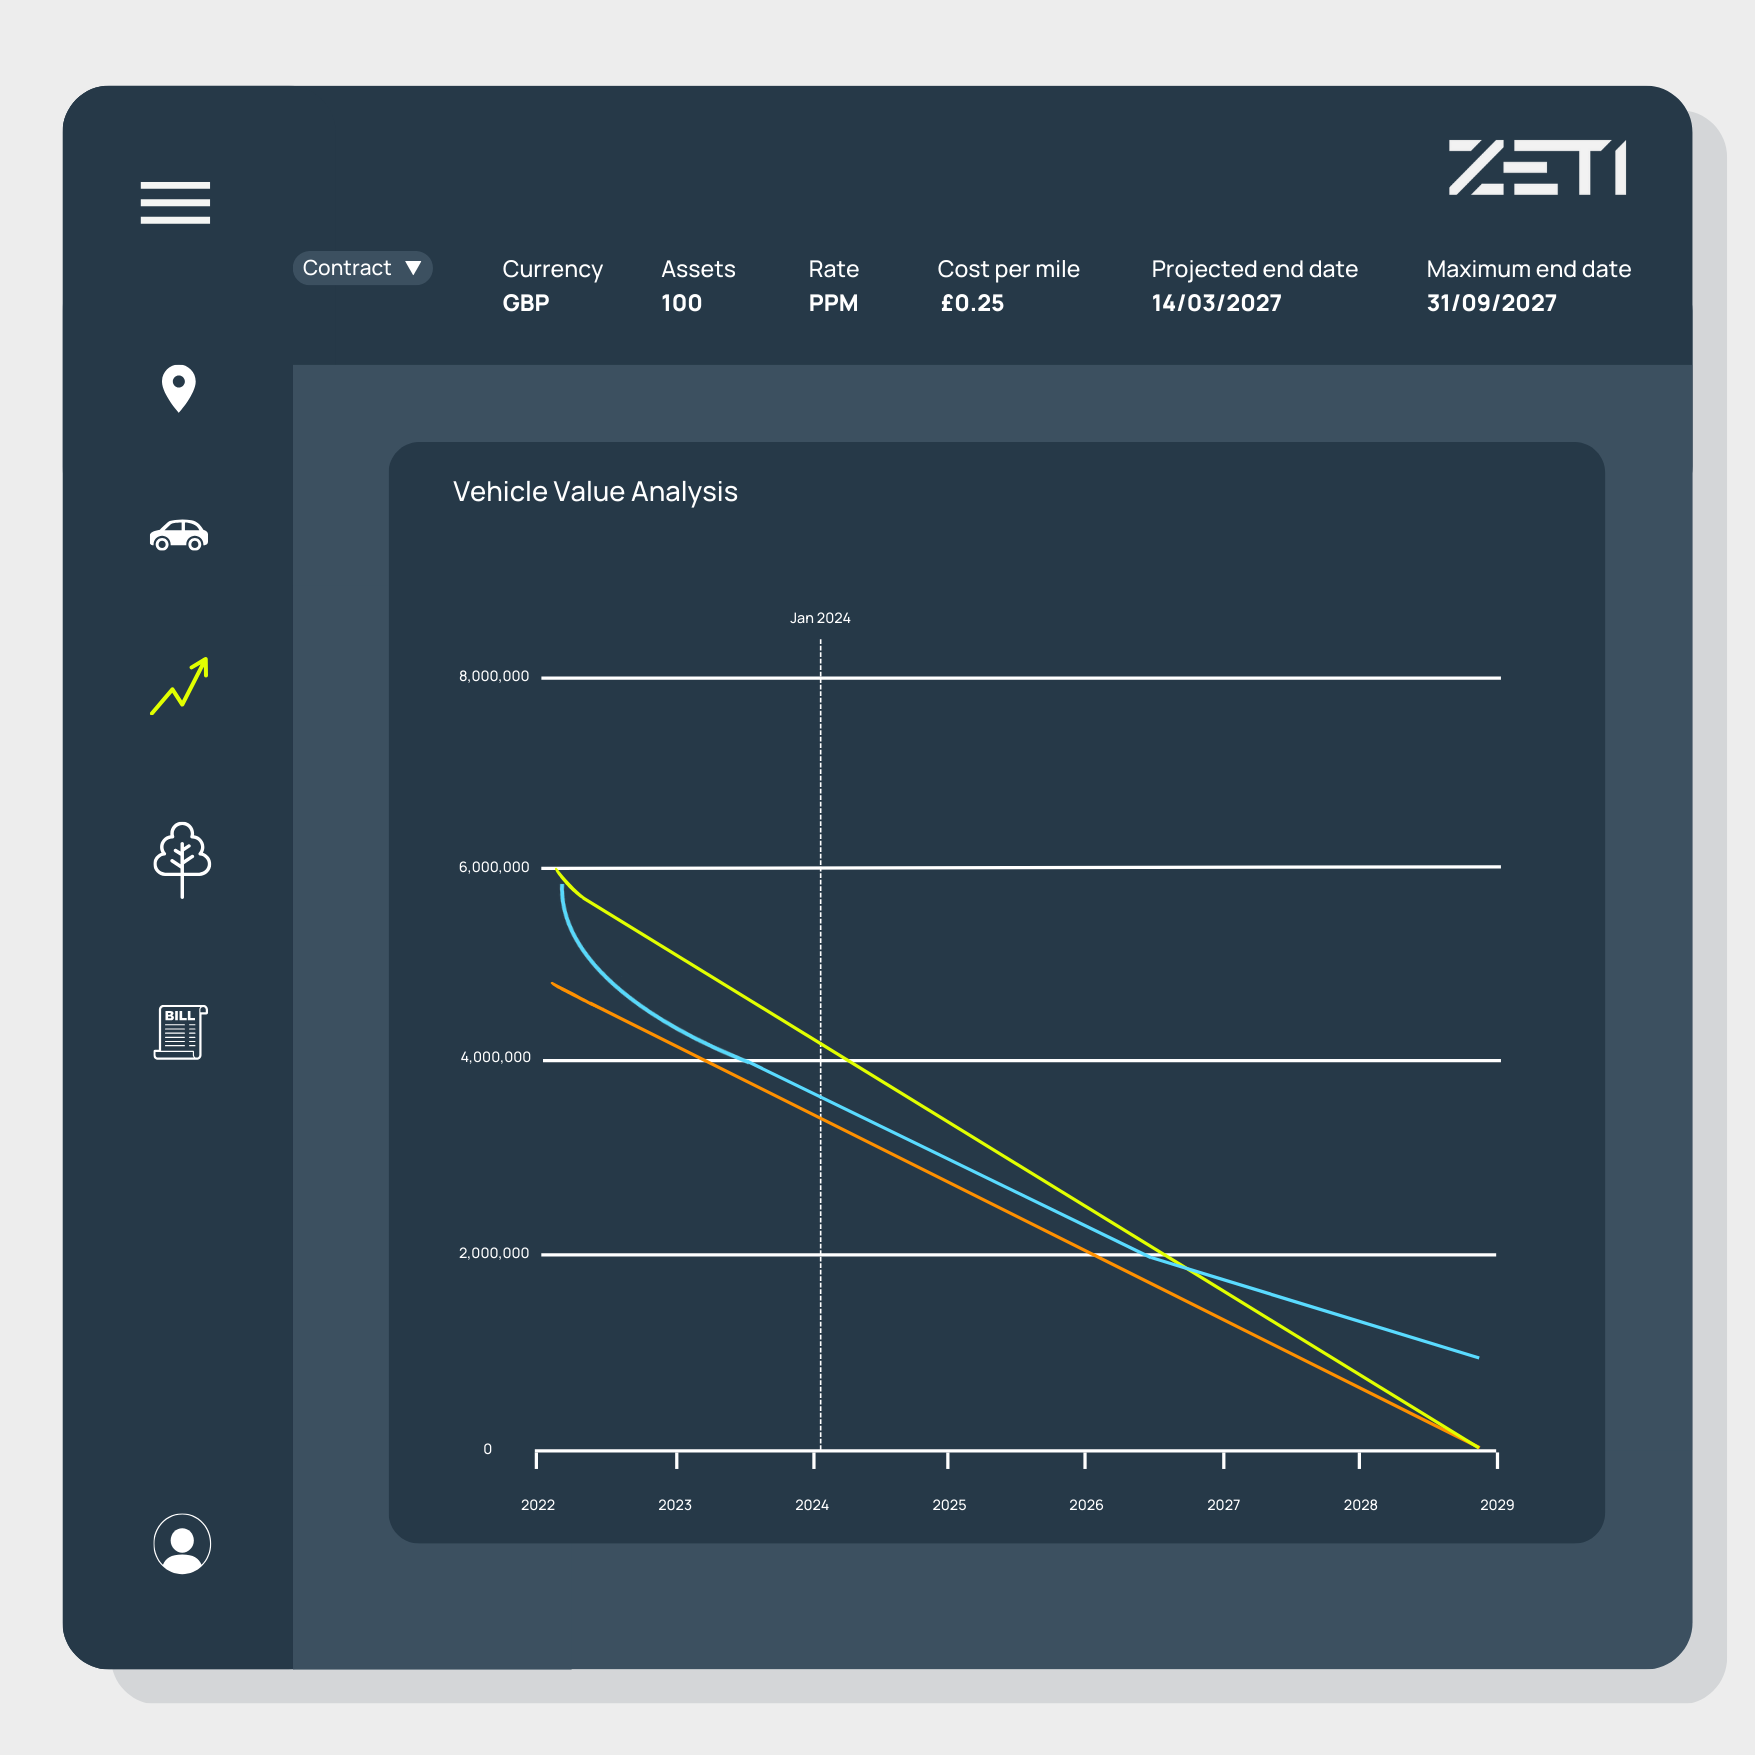 ZETI
Contract ▼
Currency
GBP
Assets
100
Rate
PPM
Cost per mile
£0.25
Projected end date
14/03/2027
Maximum end date
31/09/2027
Vehicle Value Analysis
Jan 2024
8,000,000
6,000,000
4,000,000
2,000,000
0
2022 2023 2024 2025 2026 2027 2028 2029
BILL